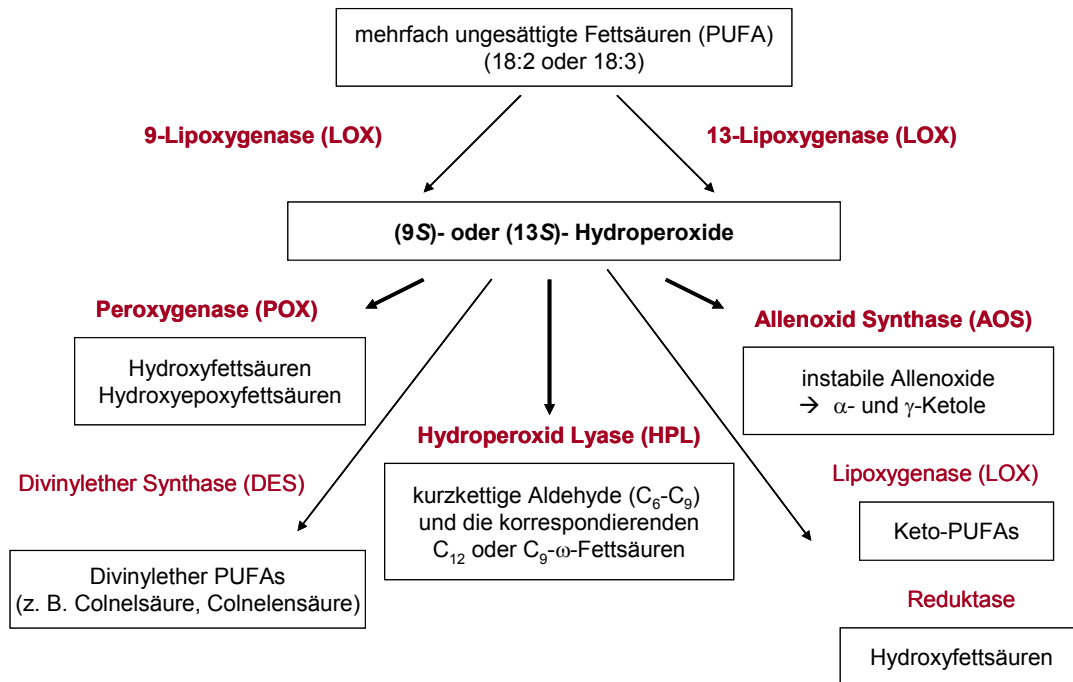 mehrfach ungesättigte Fettsäuren (PUFA)
(18:2 oder 18:3)
9-Lipoxygenase (LOX)
13-Lipoxygenase (LOX)
(9S)- oder (13S)- Hydroperoxide
Peroxygenase (POX)
Hydroxyfettsäuren
Hydroxyepoxyfettsäuren
Allenoxid Synthase (AOS)
instabile Allenoxide
→ α- und γ-Ketole
Hydroperoxid Lyase (HPL)
kurzkettige Aldehyde (C₆-C₉)
und die korrespondierenden
C₁₂ oder C₉-ω-Fettsäuren
Divinylether Synthase (DES)
Divinylether PUFAs
(z. B. Colnelsäure, Colnelensäure)
Lipoxygenase (LOX)
Keto-PUFAs
Reduktase
Hydroxyfettsäuren